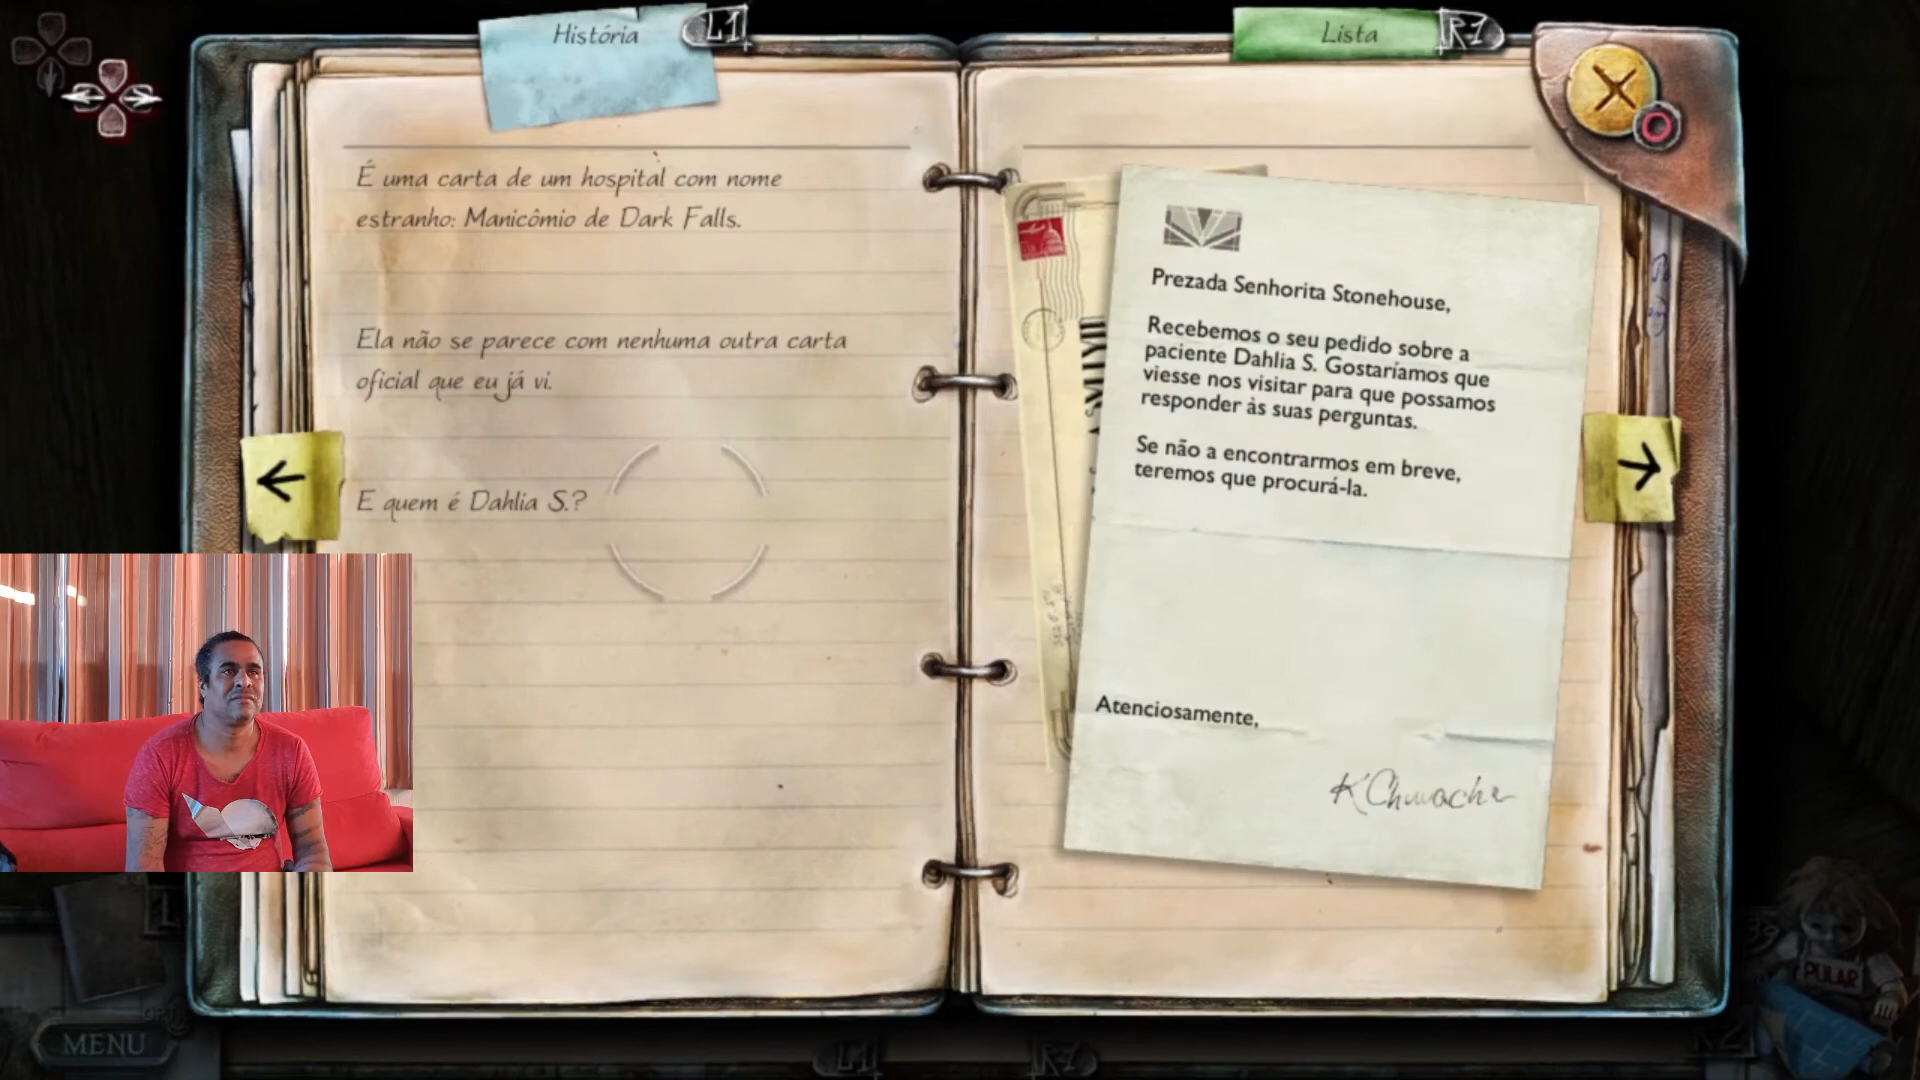 História
L1
Lista
R1
É uma carta de um hospital com nome
estranho: Manicômio de Dark Falls.
Ela não se parece com nenhuma outra carta
oficial que eu já vi.
E quem é Dahlia S.?
Prezada Senhorita Stonehouse,
Recebemos o seu pedido sobre a
paciente Dahlia S. Gostaríamos que
viesse nos visitar para que possamos
responder às suas perguntas.
Se não a encontrarmos em breve,
teremos que procurá-la.
Atenciosamente,
PULAR
MENU
L1
R1